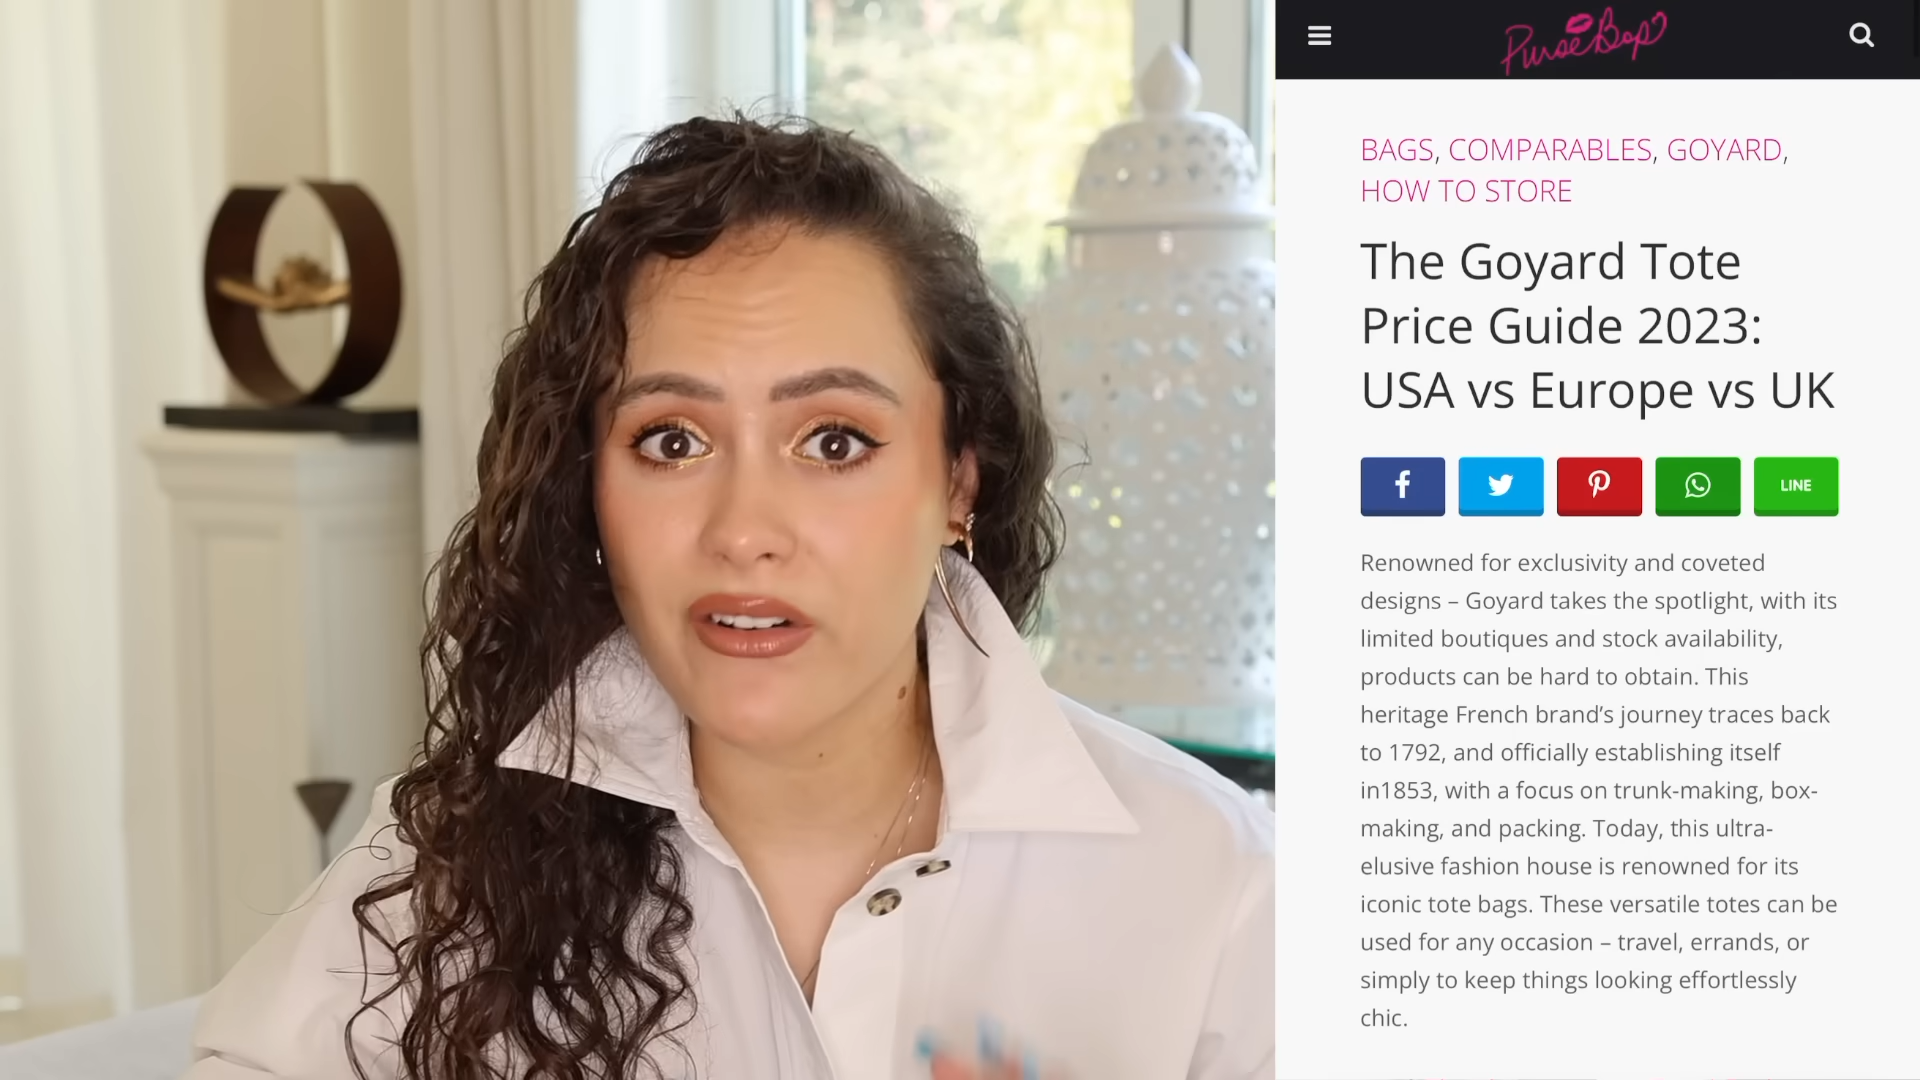 PurseBop
BAGS, COMPARABLES, GOYARD,
HOW TO STORE
The Goyard Tote
Price Guide 2023:
USA vs Europe vs UK
LINE
Renowned for exclusivity and coveted
designs – Goyard takes the spotlight, with its
limited boutiques and stock availability,
products can be hard to obtain. This
heritage French brand’s journey traces back
to 1792, and officially establishing itself
in1853, with a focus on trunk-making, box-
making, and packing. Today, this ultra-
elusive fashion house is renowned for its
iconic tote bags. These versatile totes can be
used for any occasion – travel, errands, or
simply to keep things looking effortlessly
chic.